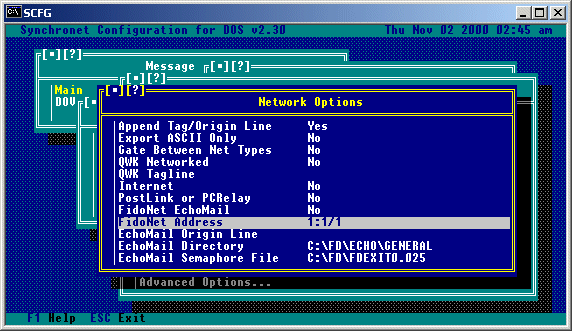 SCFG
Synchronet Configuration for DOS v2.30 Thu Nov 02 2000 02:45 am
[■][?]
Message [■][?]
[■][?]
Main [■][?]
DOV [
Network Options
Append Tag/Origin Line Yes
Export ASCII Only No
Gate Between Net Types No
QWK Networked No
QWK Tagline
Internet No
PostLink or PCRelay No
FidoNet EchoMail No
FidoNet Address 1:1/1
EchoMail Origin Line
EchoMail Directory C:\FD\ECHO\GENERAL
EchoMail Semaphore File C:\FD\FDEXITO.025
Advanced Options...
F1 Help ESC Exit